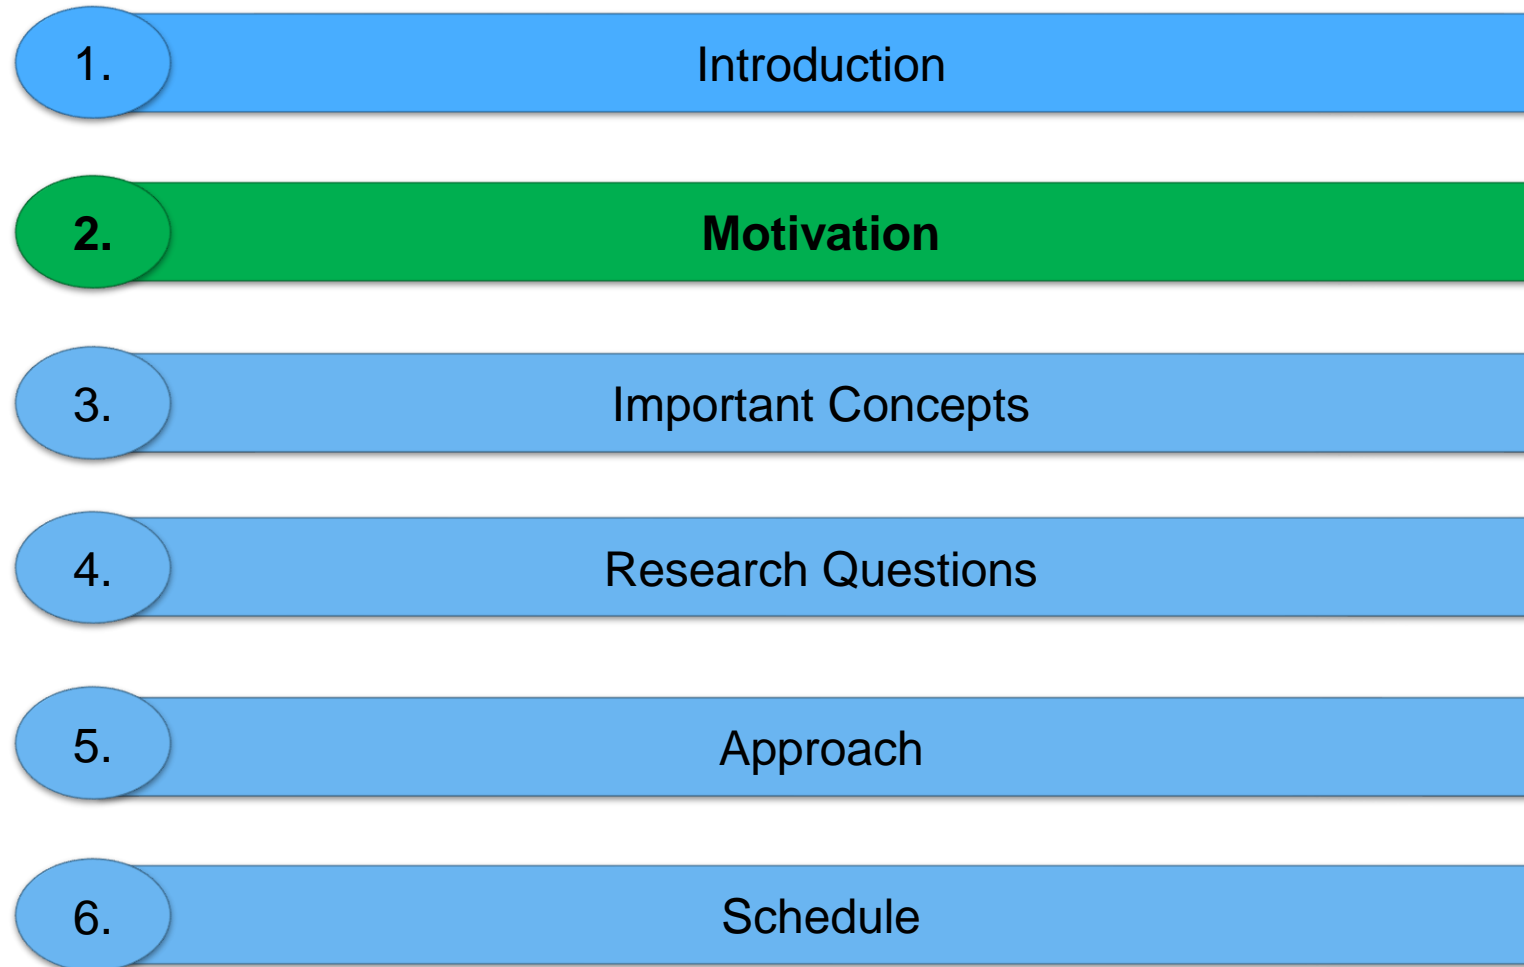 1. Introduction
2. Motivation
3. Important Concepts
4. Research Questions
5. Approach
6. Schedule